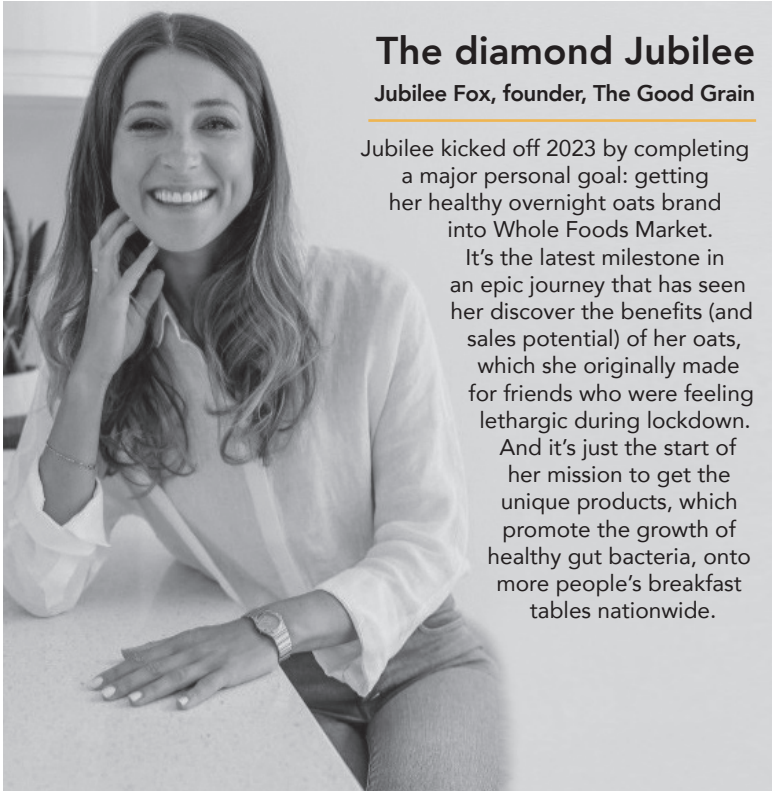 The diamond Jubilee
Jubilee Fox, founder, The Good Grain
Jubilee kicked off 2023 by completing
a major personal goal: getting
her healthy overnight oats brand
into Whole Foods Market.
It’s the latest milestone in
an epic journey that has seen
her discover the benefits (and
sales potential) of her oats,
which she originally made
for friends who were feeling
lethargic during lockdown.
And it’s just the start of
her mission to get the
unique products, which
promote the growth of
healthy gut bacteria, onto
more people’s breakfast
tables nationwide.